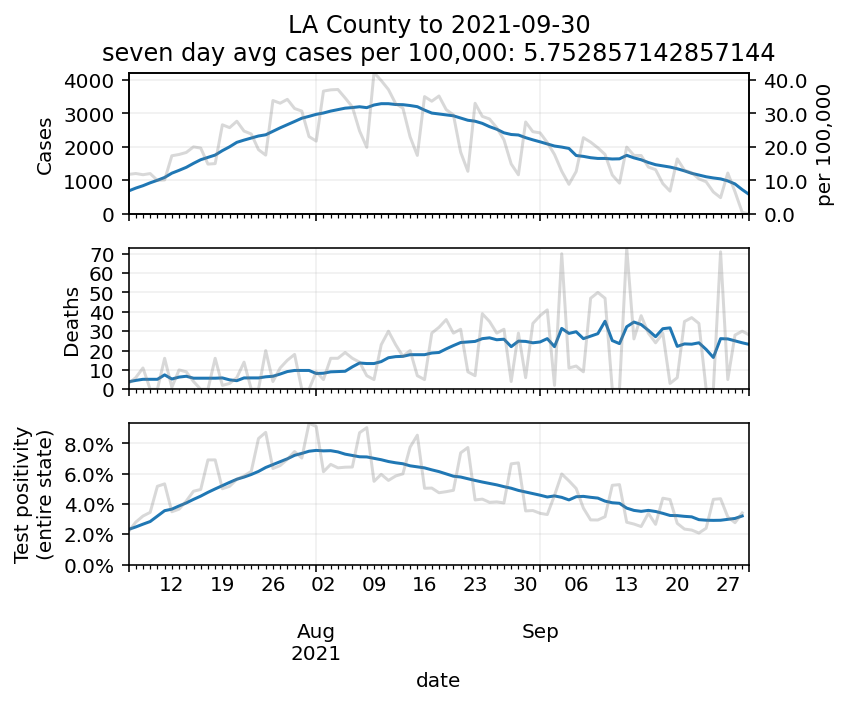 LA County to 2021-09-30
seven day avg cases per 100,000: 5.752857142857144
4000
3000
2000
1000
0
Cases
40.0
30.0
20.0
10.0
0.0
per 100,000
70
60
50
40
30
20
10
0
Deaths
8.0%
6.0%
4.0%
2.0%
0.0%
Test positivity
(entire state)
12 19 26 02 09 16 23 30 06 13 20 27
Aug Sep
2021
date